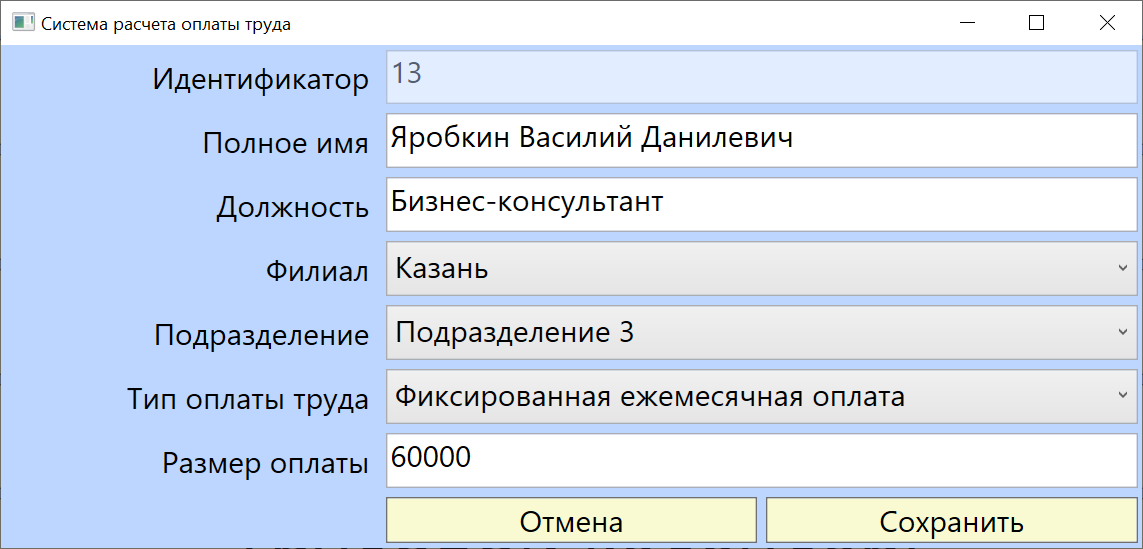 Система расчета оплаты труда
Идентификатор 13
Полное имя Яробкин Василий Данилевич
Должность Бизнес-консультант
Филиал Казань
Подразделение Подразделение 3
Тип оплаты труда Фиксированная ежемесячная оплата
Размер оплаты 60000
Отмена Сохранить